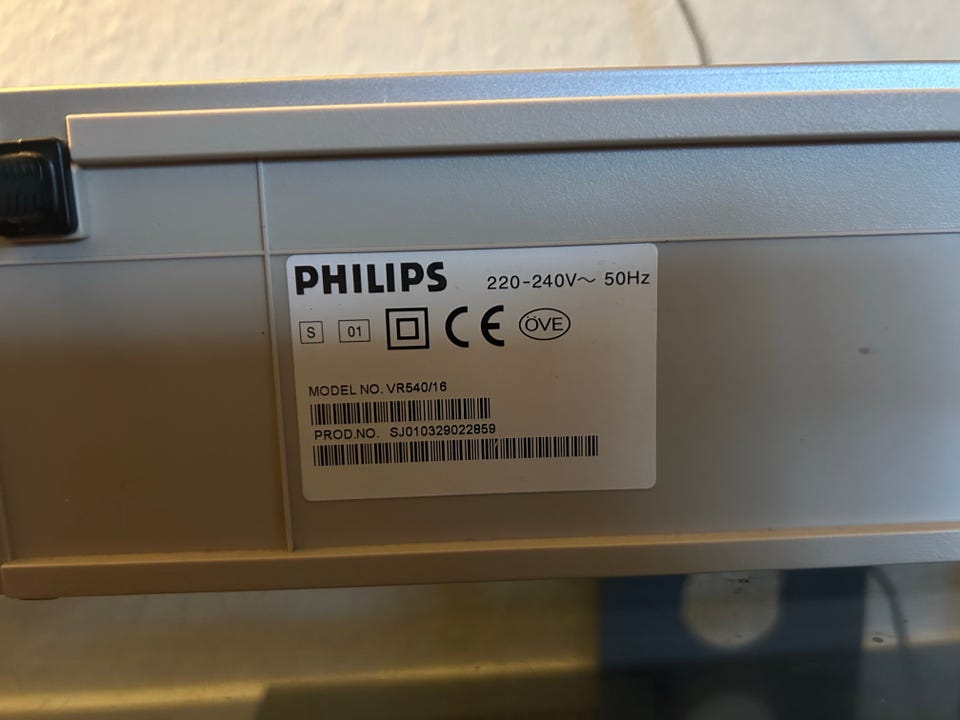 PHILIPS 220-240V~ 50Hz
S 01 CE ÖVE
MODEL NO. VR540/16
PROD.NO. SJ010329022859